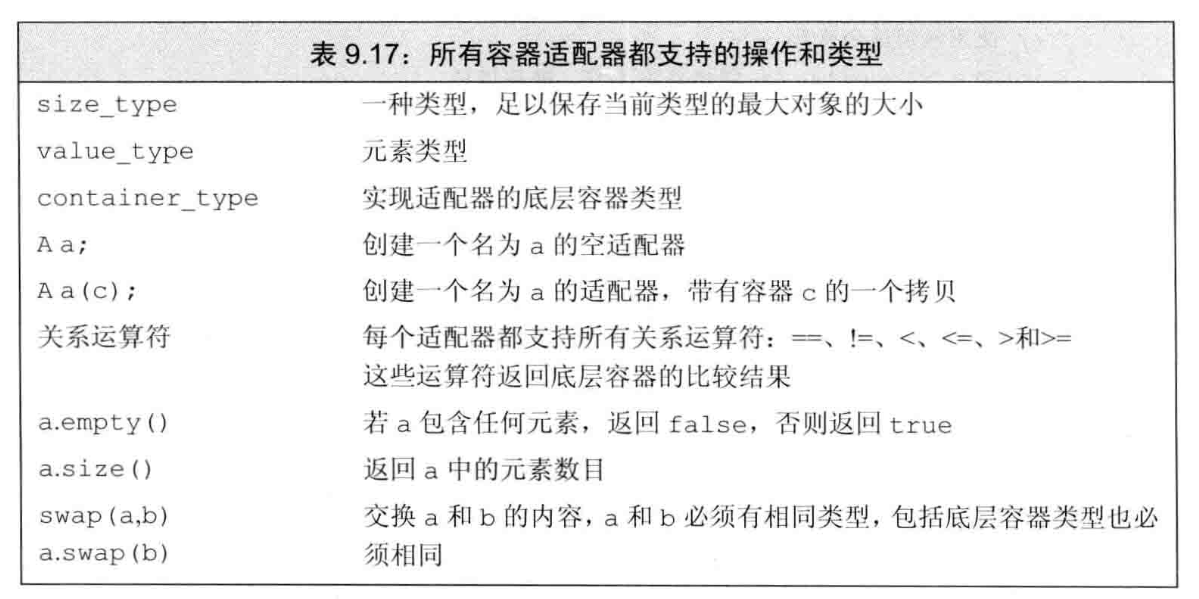 表 9.17：所有容器适配器都支持的操作和类型
size_type 一种类型，足以保存当前类型的最大对象的大小
value_type 元素类型
container_type 实现适配器的底层容器类型
A a; 创建一个名为 a 的空适配器
A a(c); 创建一个名为 a 的适配器，带有容器 c 的一个拷贝
关系运算符 每个适配器都支持所有关系运算符：==、!=、<、<=、>和>=
这些运算符返回底层容器的比较结果
a.empty() 若 a 包含任何元素，返回 false，否则返回 true
a.size() 返回 a 中的元素数目
swap(a,b) 交换 a 和 b 的内容，a 和 b 必须有相同类型，包括底层容器类型也必
a.swap(b) 须相同